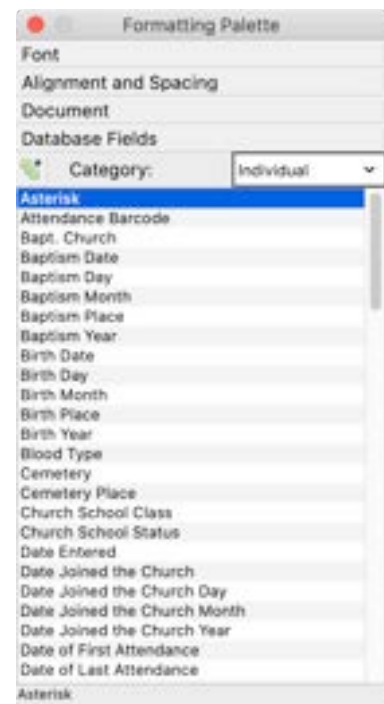 Formatting Palette
Font
Alignment and Spacing
Document
Database Fields
Category: Individual
Asterisk
Attendance Barcode
Bapt. Church
Baptism Date
Baptism Day
Baptism Month
Baptism Place
Baptism Year
Birth Date
Birth Day
Birth Month
Birth Place
Birth Year
Blood Type
Cemetery
Cemetery Place
Church School Class
Church School Status
Date Entered
Date Joined the Church
Date Joined the Church Day
Date Joined the Church Month
Date Joined the Church Year
Date of First Attendance
Date of Last Attendance
Asterisk